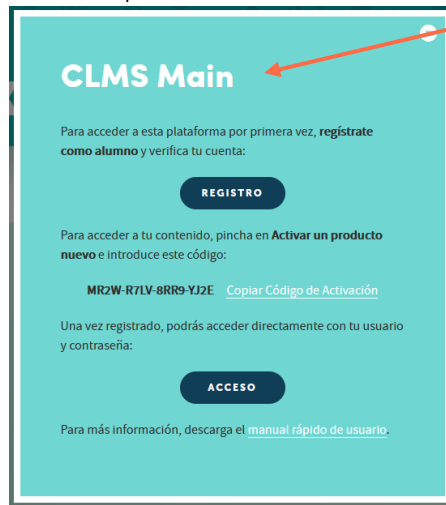 CLMS Main
Para acceder a esta plataforma por primera vez, regístrate
como alumno y verifica tu cuenta:
REGISTRO
Para acceder a tu contenido, pincha en Activar un producto
nuevo e introduce este código:
MR2W-R7LV-8RR9-YJ2E Copiar Código de Activación
Una vez registrado, podrás acceder directamente con tu usuario
y contraseña:
ACCESO
Para más información, descarga el manual rápido de usuario.